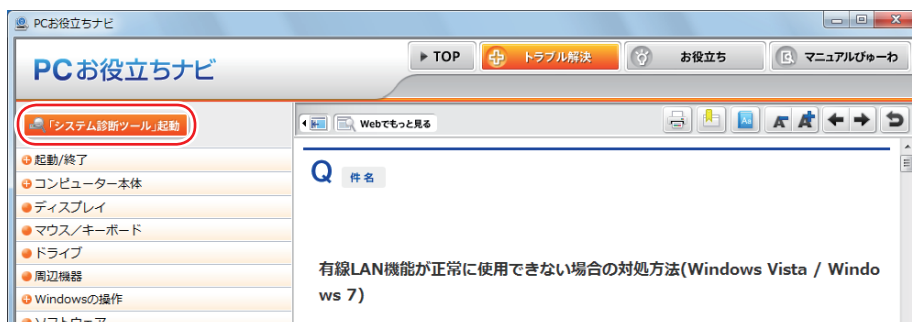 PCお役立ちナビ
PCお役立ちナビ
TOP
トラブル解決
お役立ち
マニュアルびゅーわ
「システム診断ツール」起動
Webでもっと見る
起動/終了
コンピューター本体
ディスプレイ
マウス/キーボード
ドライブ
周辺機器
Windowsの操作
Q 件名
有線LAN機能が正常に使用できない場合の対処方法(Windows Vista / Windo
ws 7)